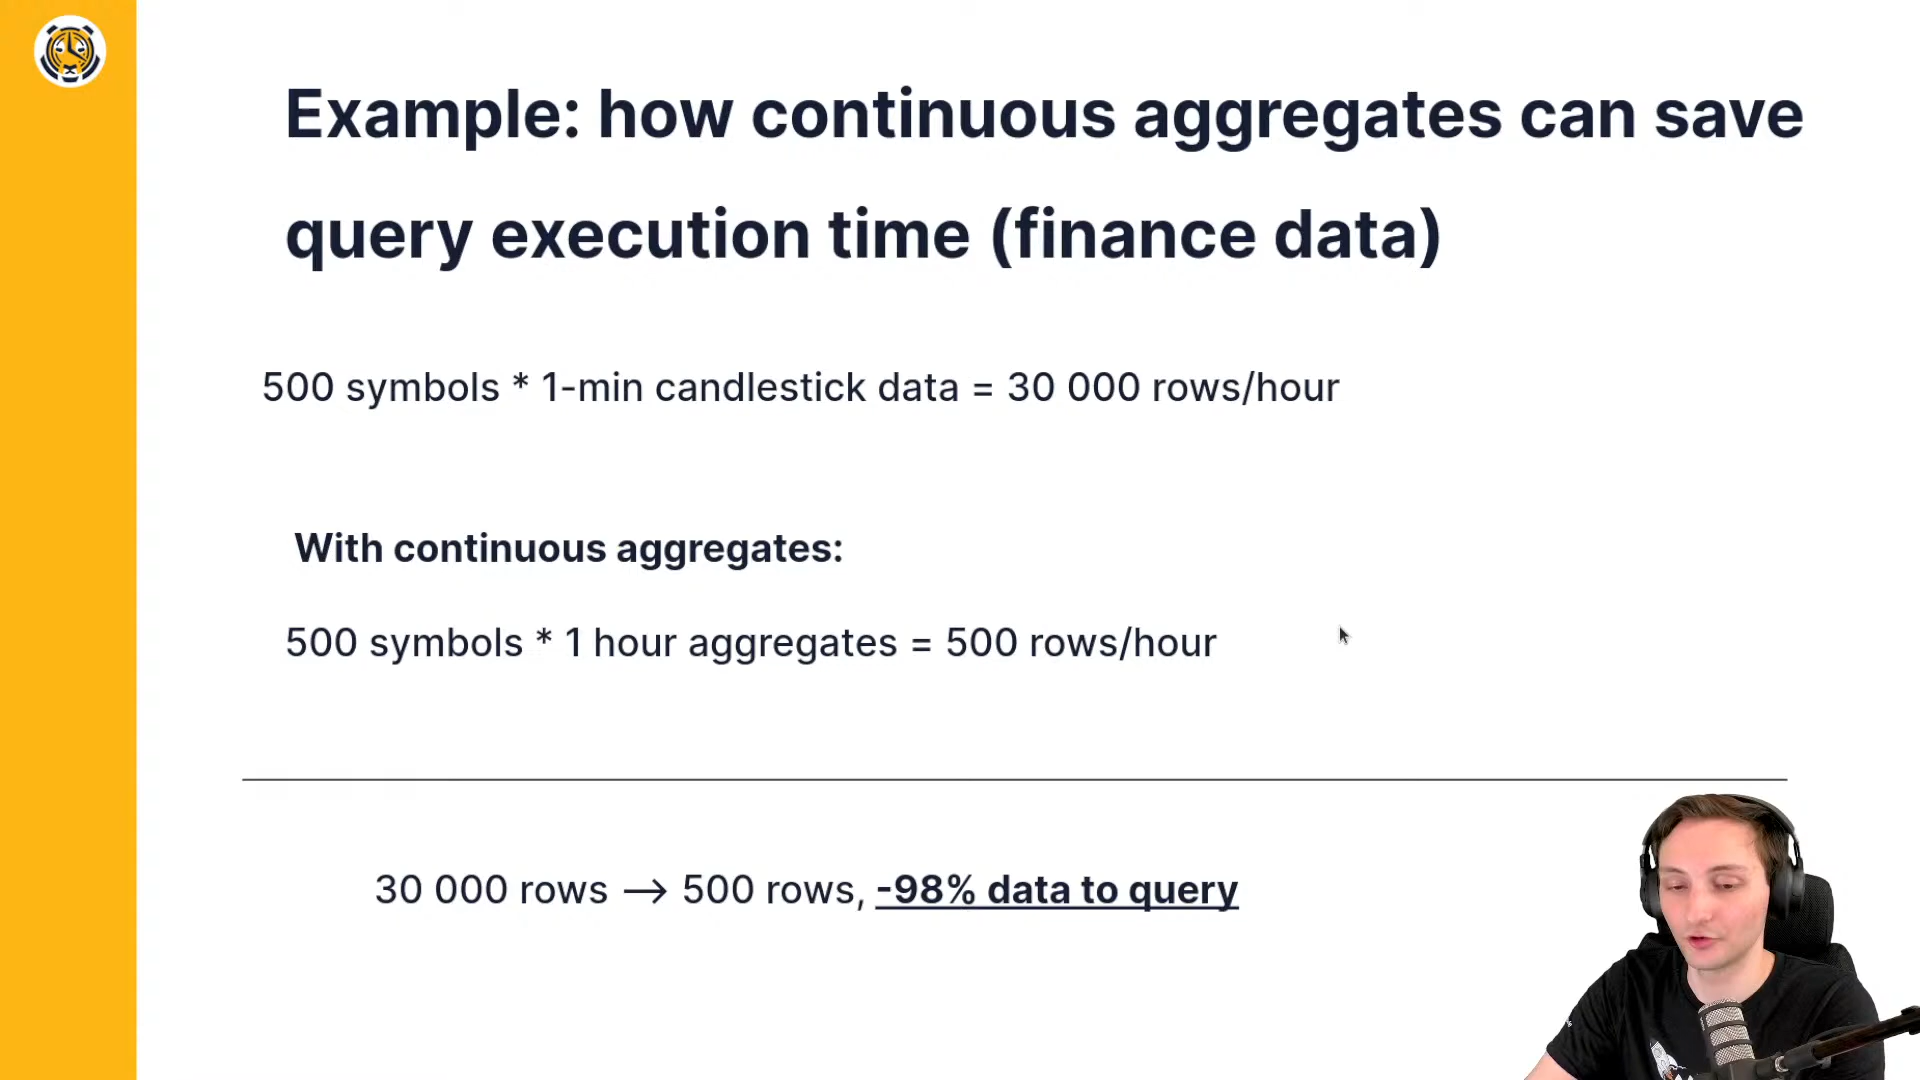 Example: how continuous aggregates can save
query execution time (finance data)
500 symbols * 1-min candlestick data = 30 000 rows/hour
With continuous aggregates:
500 symbols * 1 hour aggregates = 500 rows/hour
30 000 rows → 500 rows, -98% data to query